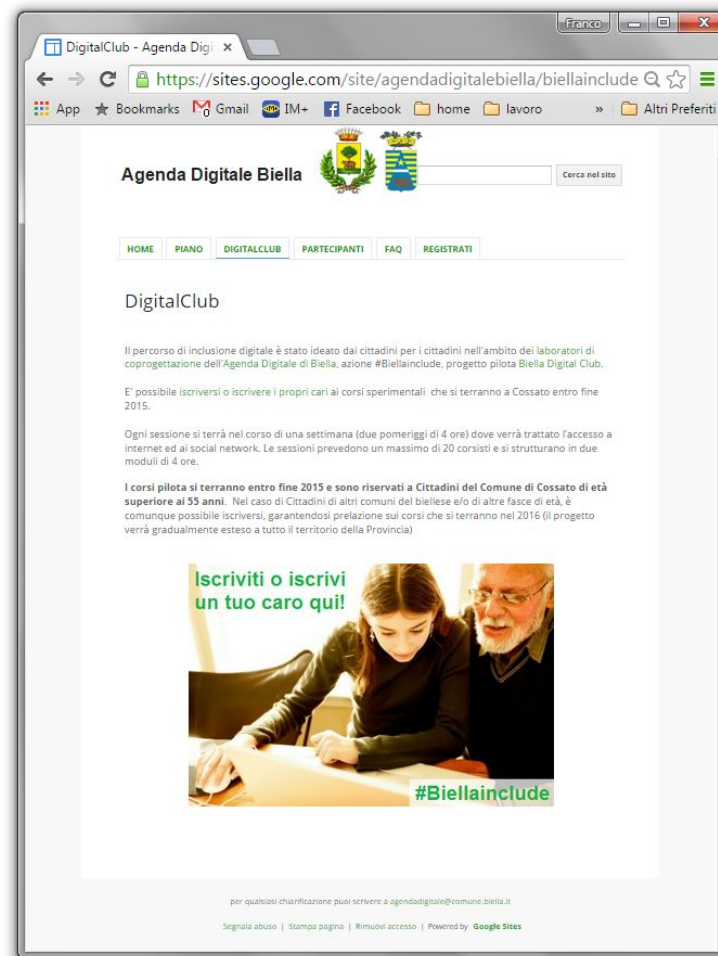 Franco
DigitalClub - Agenda Digi
https://sites.google.com/site/agendadigitalebiella/biellainclude
App Bookmarks Gmail IM+ Facebook home lavoro » Altri Preferiti
Agenda Digitale Biella
Cerca nel sito
HOME PIANO DIGITALCLUB PARTECIPANTI FAQ REGISTRATI
DigitalClub
Il percorso di inclusione digitale è stato ideato dai cittadini per i cittadini nell'ambito dei laboratori di
coprogettazione dell'Agenda Digitale di Biella, azione #Biellainclude, progetto pilota Biella Digital Club.
E' possibile iscriversi o iscrivere i propri cari ai corsi sperimentali che si terranno a Cossato entro fine
2015.
Ogni sessione si terrà nel corso di una settimana (due pomeriggi di 4 ore) dove verrà trattato l'accesso a
internet ed ai social network. Le sessioni prevedono un massimo di 20 corsisti e si strutturano in due
moduli di 4 ore.
I corsi pilota si terranno entro fine 2015 e sono riservati a Cittadini del Comune di Cossato di età
superiore ai 55 anni. Nel caso di Cittadini di altri comuni del biellese e/o di altre fasce di età, è
comunque possibile iscriversi, garantendosi prelazione sui corsi che si terranno nel 2016 (il progetto
verrà gradualmente esteso a tutto il territorio della Provincia)
Iscriviti o iscrivi
un tuo caro qui!
#Biellainclude
per qualsiasi chiarificazione puoi scrivere a agendadigitale@comune.biella.it
Segnala abuso | Stampa pagina | Rimuovi accesso | Powered by Google Sites